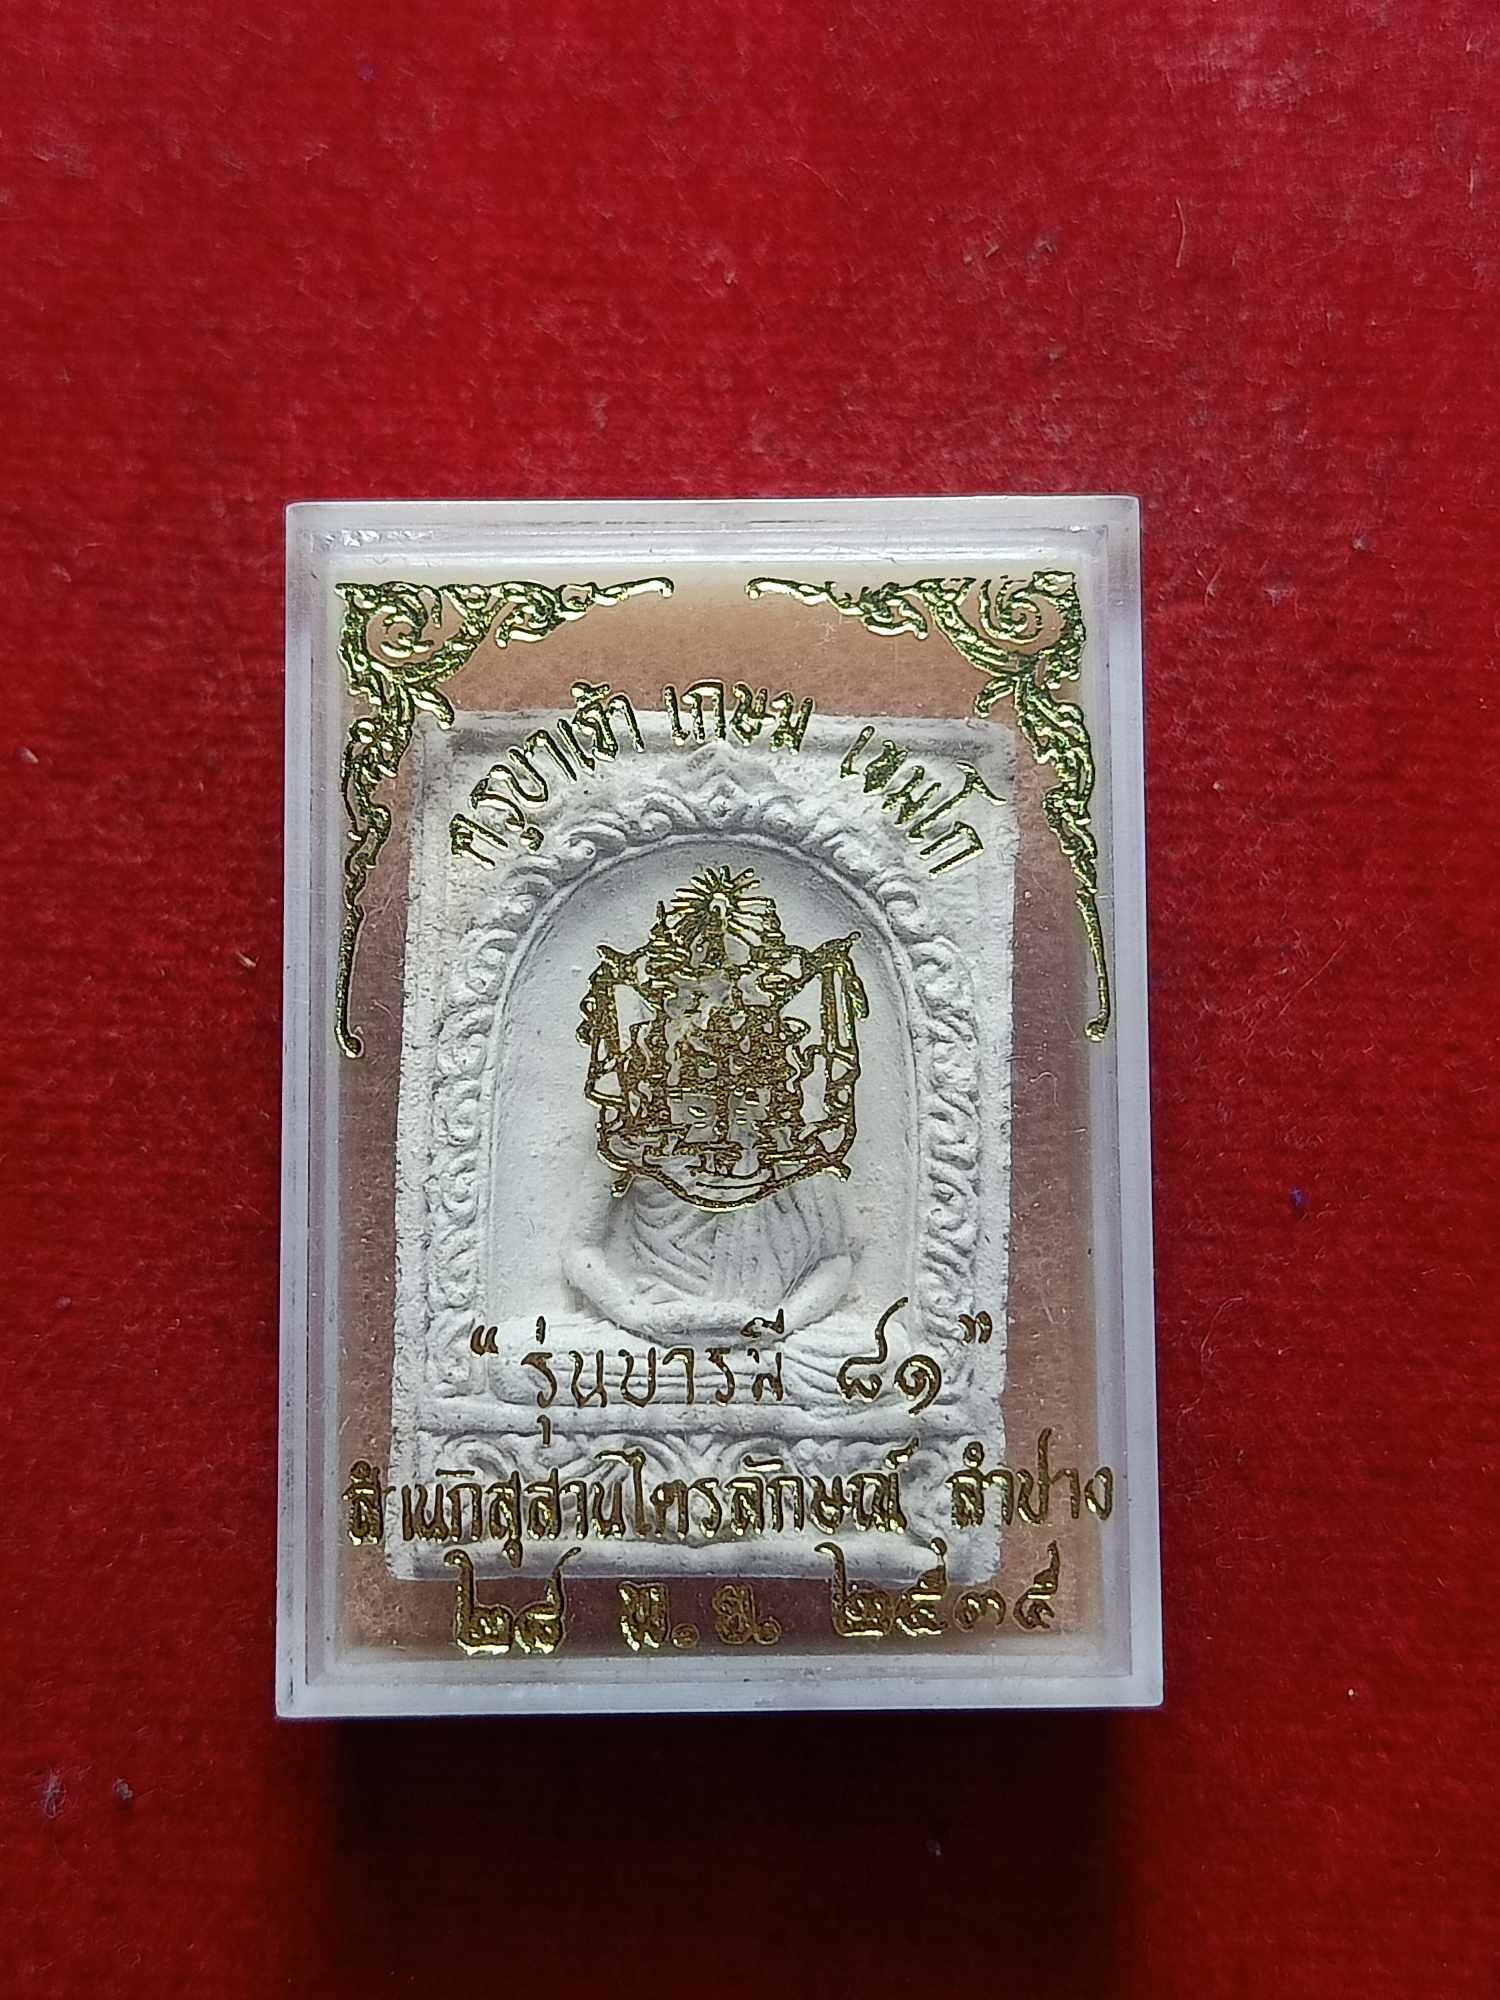 ครูบาเจ้า เกษม เขมโก
“รุ่นบารมี ๘๑”
สำนักสุสานไตรลักษณ์ ลำปาง
๒๘ พ.ย. ๒๕๓๕